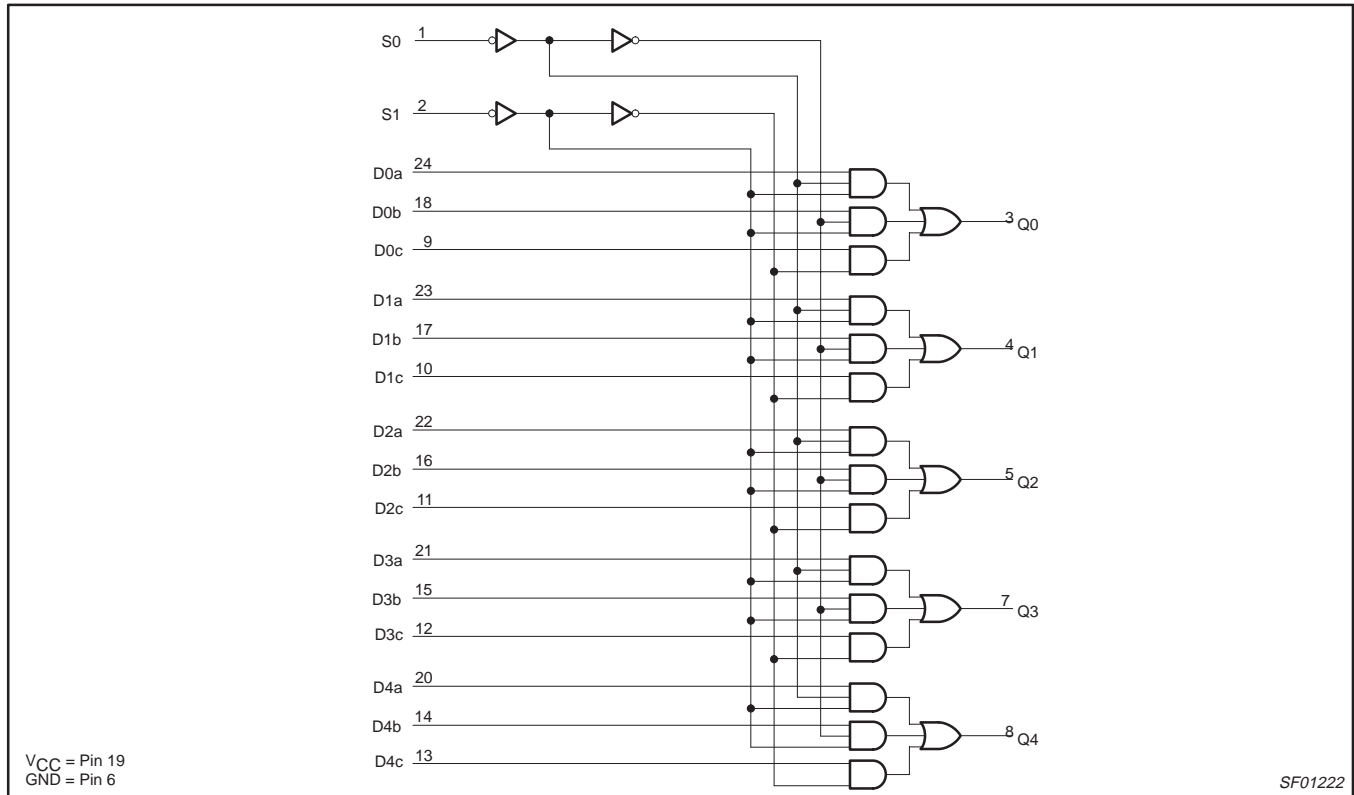 S0 1
S1 2
D0a 24
D0b 18
D0c 9
3 Q0
D1a 23
D1b 17
D1c 10
4 Q1
D2a 22
D2b 16
D2c 11
5 Q2
D3a 21
D3b 15
D3c 12
7 Q3
D4a 20
D4b 14
D4c 13
8 Q4
VCC = Pin 19
GND = Pin 6
SF01222